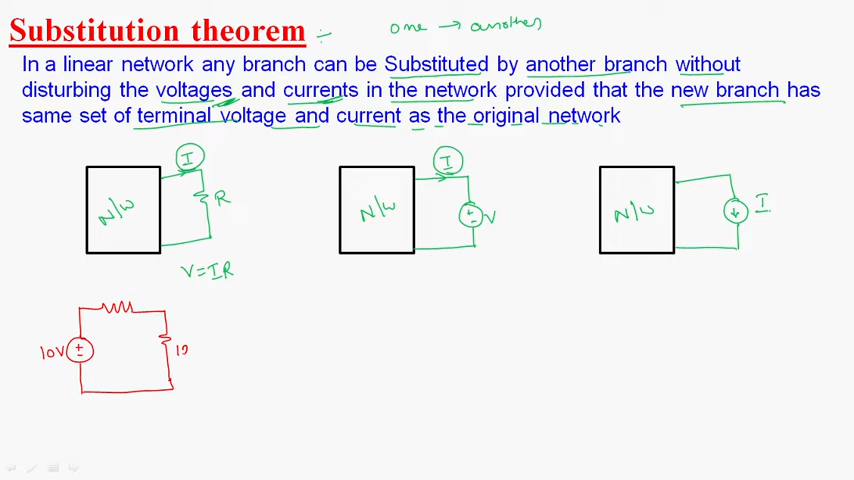 Substitution theorem :-
one → another
In a linear network any branch can be Substituted by another branch without
disturbing the voltages and currents in the network provided that the new branch has
same set of terminal voltage and current as the original network
I I
N/W R N/W + - V N/W I
V=IR
10V + -